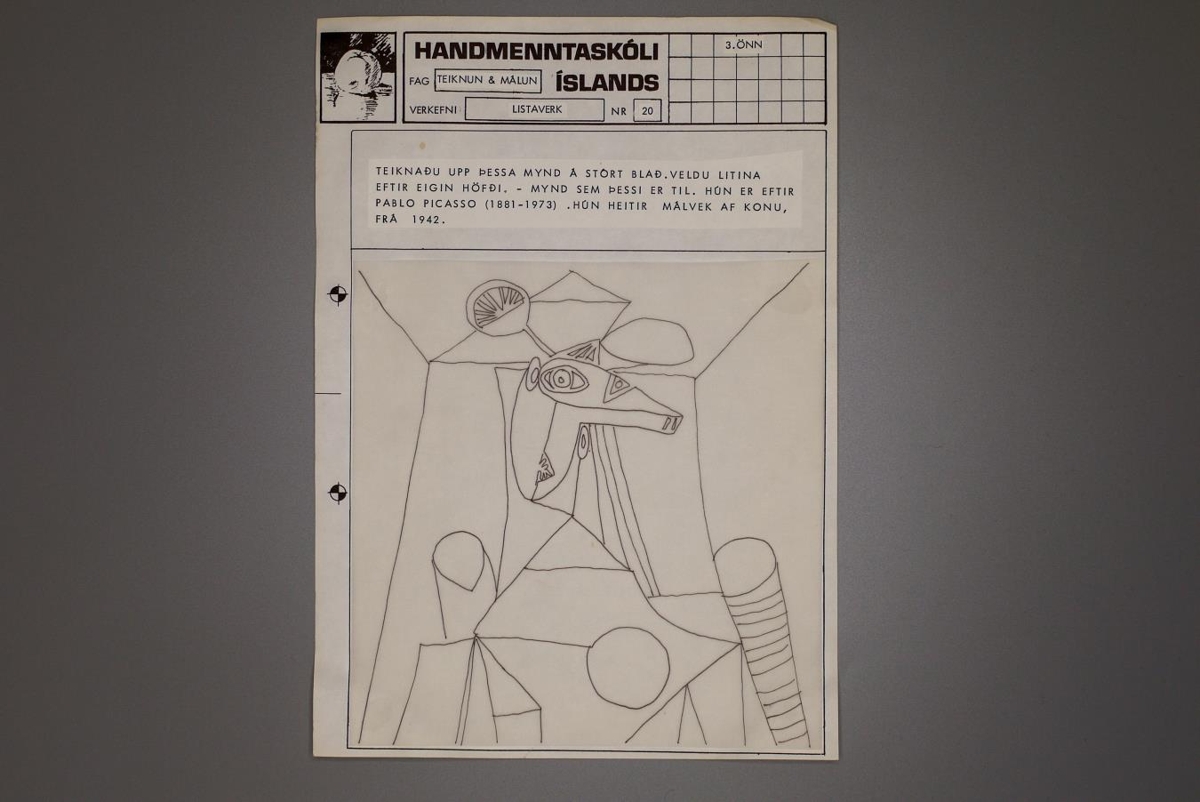 HANDMENNTASKÓLI
ÍSLANDS
FAG TEIKNUN & MÁLUN
VERKEFNI LISTAVERK NR 20
3.ÖNN
TEIKNAÐU UPP ÞESSA MYND Á STÓRT BLAÐ.VELDU LITINA
EFTIR EIGIN HÖFÐI. - MYND SEM ÞESSI ER TIL. HÚN ER EFTIR
PABLO PICASSO (1881-1973) .HÚN HEITIR MÁLVEK AF KONU,
FRÁ 1942.